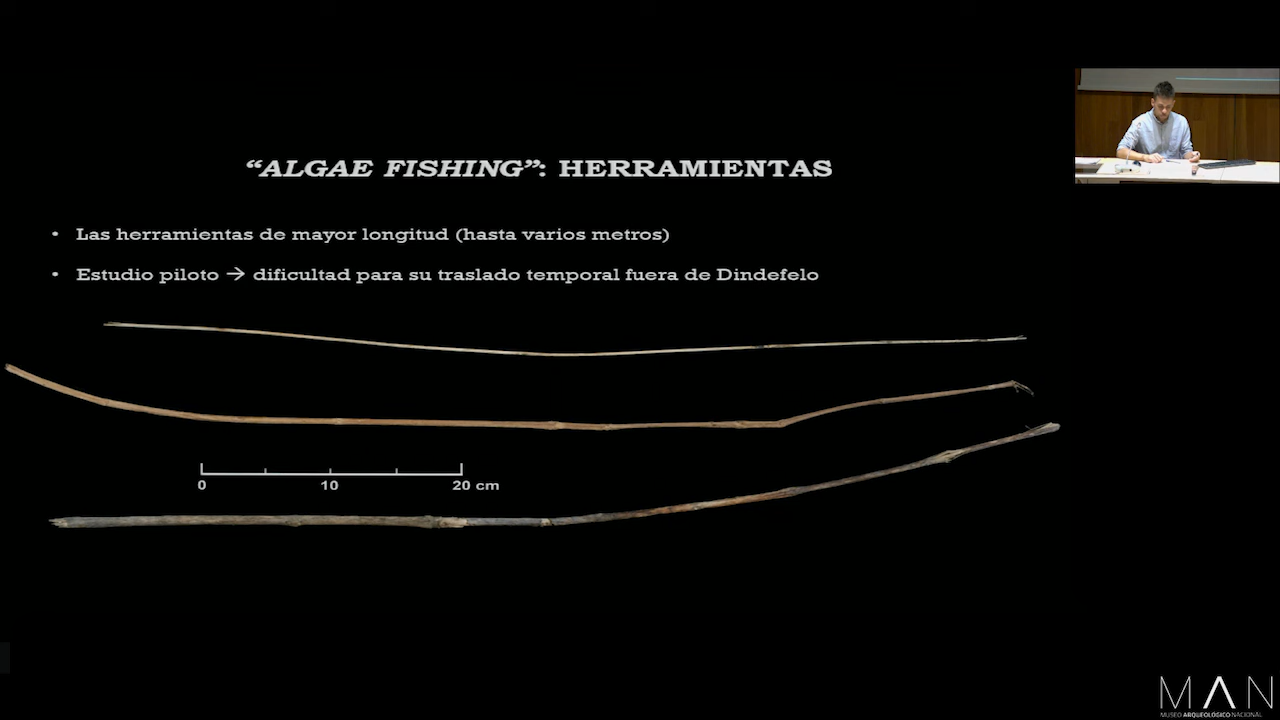 “ALGAE FISHING”: HERRAMIENTAS
• Las herramientas de mayor longitud (hasta varios metros)
• Estudio piloto → dificultad para su traslado temporal fuera de Dindefelo
0 10 20 cm
MAN
MUSEO ARQUEOLÓGICO NACIONAL